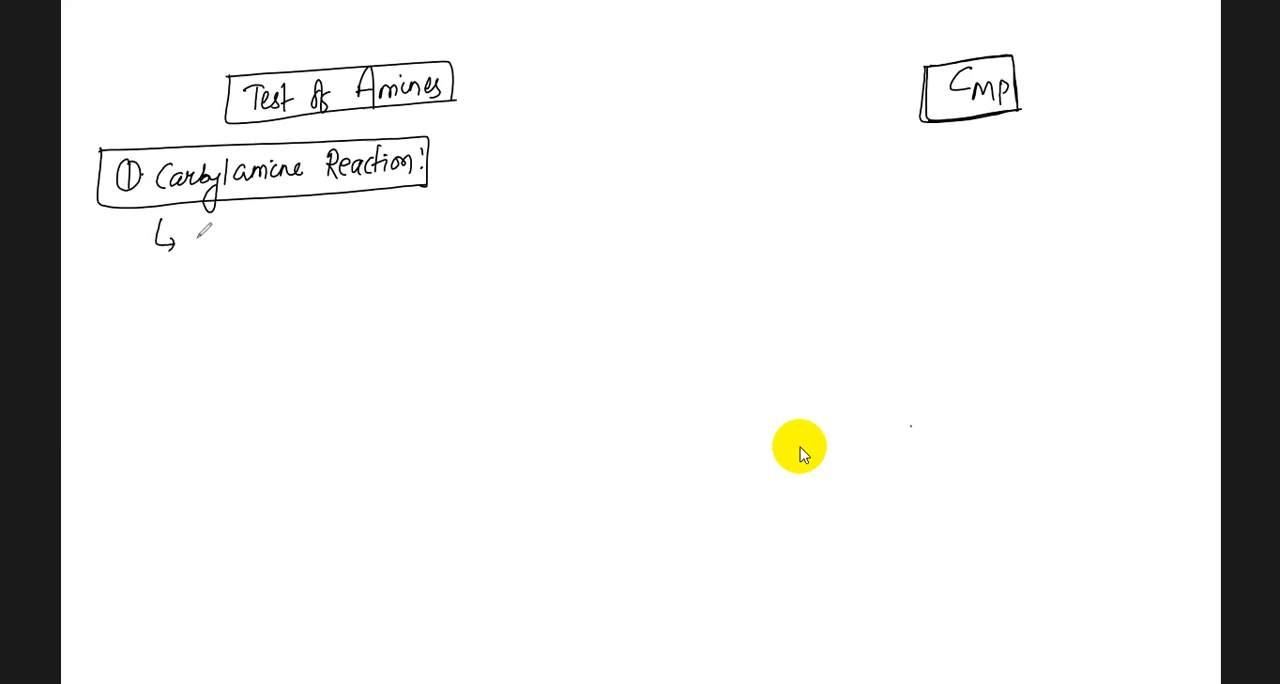 Test of Amines
CMP
① Carbylamine Reaction:
↳